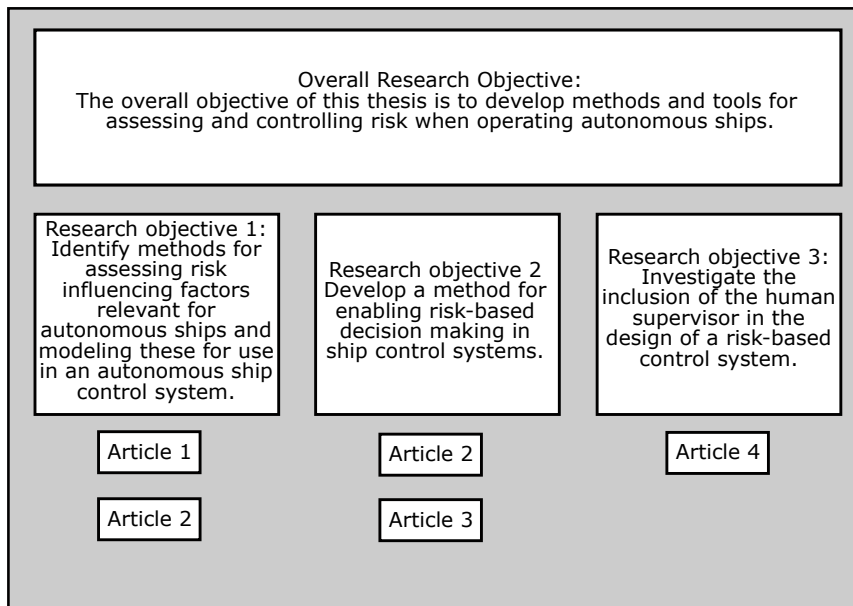 Overall Research Objective:
The overall objective of this thesis is to develop methods and tools for
assessing and controlling risk when operating autonomous ships.
Research objective 1:
Identify methods for
assessing risk
influencing factors
relevant for
autonomous ships and
modeling these for use
in an autonomous ship
control system.
Research objective 2
Develop a method for
enabling risk-based
decision making in
ship control systems.
Research objective 3:
Investigate the
inclusion of the human
supervisor in the
design of a risk-based
control system.
Article 1
Article 2
Article 2
Article 3
Article 4